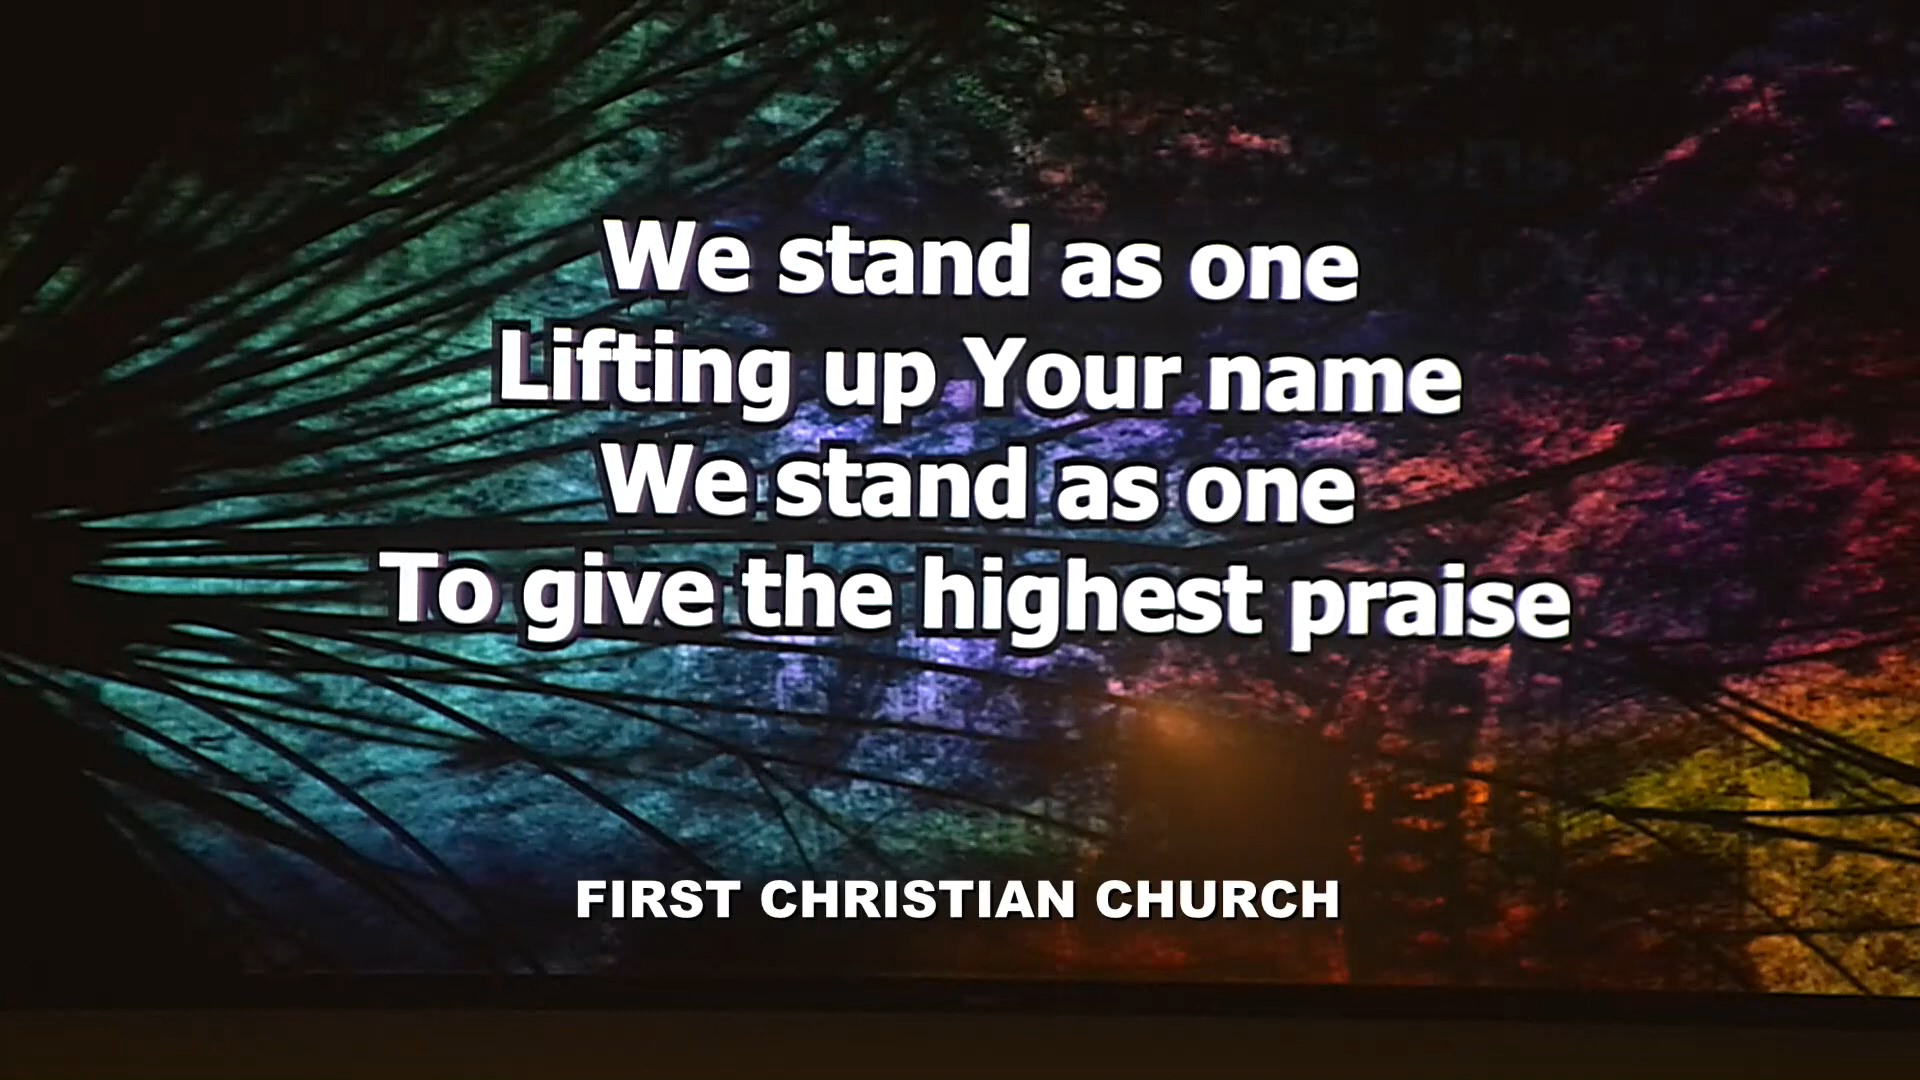 We stand as one
Lifting up Your name
We stand as one
To give the highest praise
FIRST CHRISTIAN CHURCH